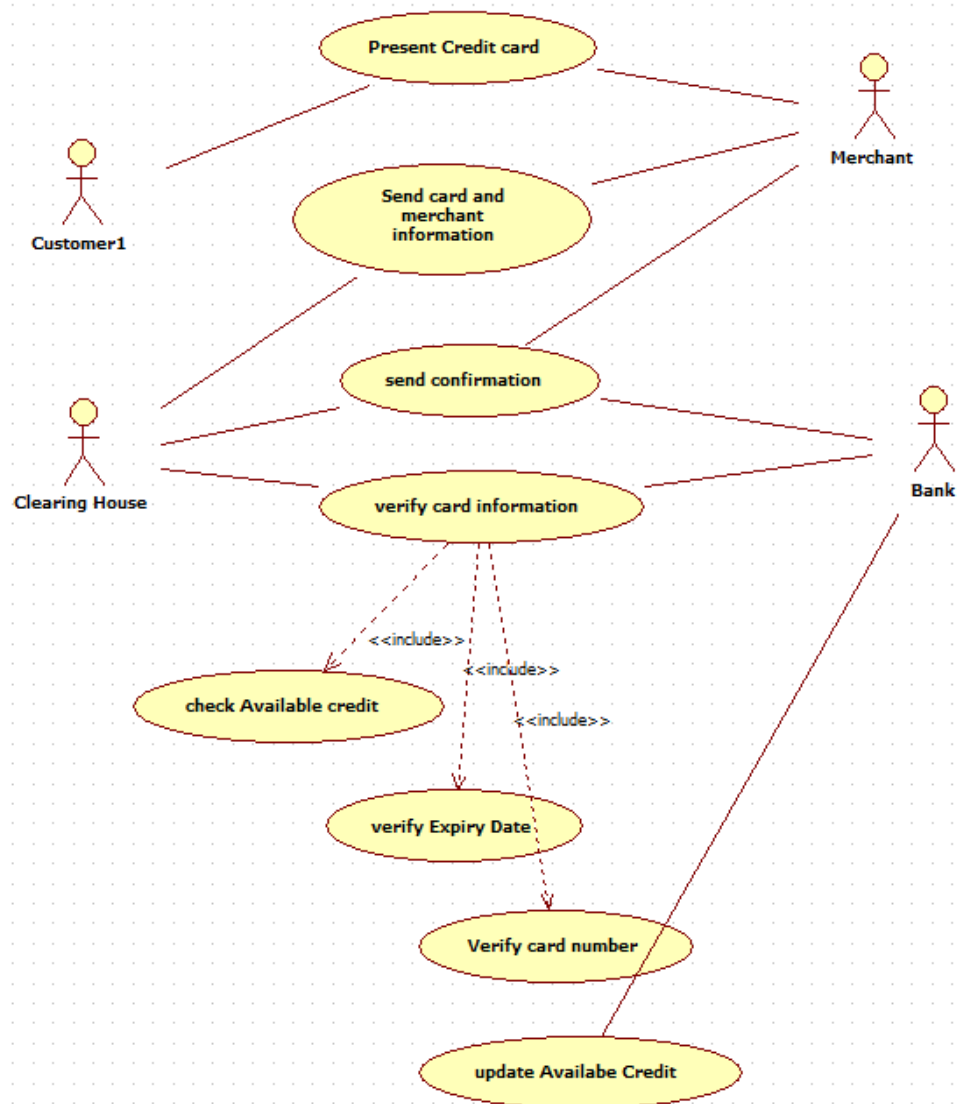 Present Credit card
Merchant
Send card and
merchant
information
Customer1
send confirmation
Clearing House
Bank
verify card information
<<include>>
<<include>>
check Available credit
<<include>>
verify Expiry Date
Verify card number
update Availabe Credit